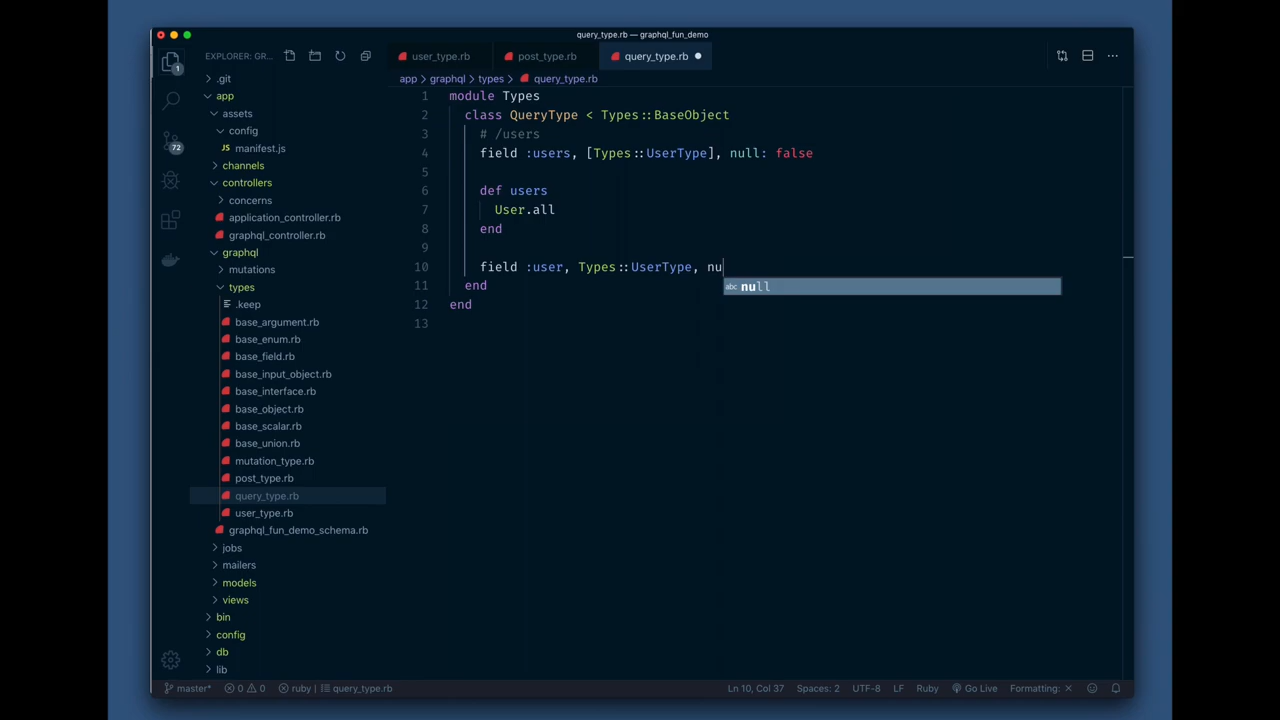 query_type.rb — graphql_fun_demo
EXPLORER: GR...
user_type.rb
post_type.rb
query_type.rb
app > graphql > types > query_type.rb
1
72
.git
app
assets
config
JS manifest.js
channels
controllers
concerns
application_controller.rb
graphql_controller.rb
graphql
mutations
types
.keep
base_argument.rb
base_enum.rb
base_field.rb
base_input_object.rb
base_interface.rb
base_object.rb
base_scalar.rb
base_union.rb
mutation_type.rb
post_type.rb
query_type.rb
user_type.rb
graphql_fun_demo_schema.rb
jobs
mailers
models
views
bin
config
db
lib
1 module Types
2 class QueryType < Types::BaseObject
3 # /users
4 field :users, [Types::UserType], null: false
5
6 def users
7 User.all
8 end
9
10 field :user, Types::UserType, nu
11 end
12 end
13
abc null
master* 0 0 ruby | query_type.rb
Ln 10, Col 37 Spaces: 2 UTF-8 LF Ruby Go Live Formatting: ×